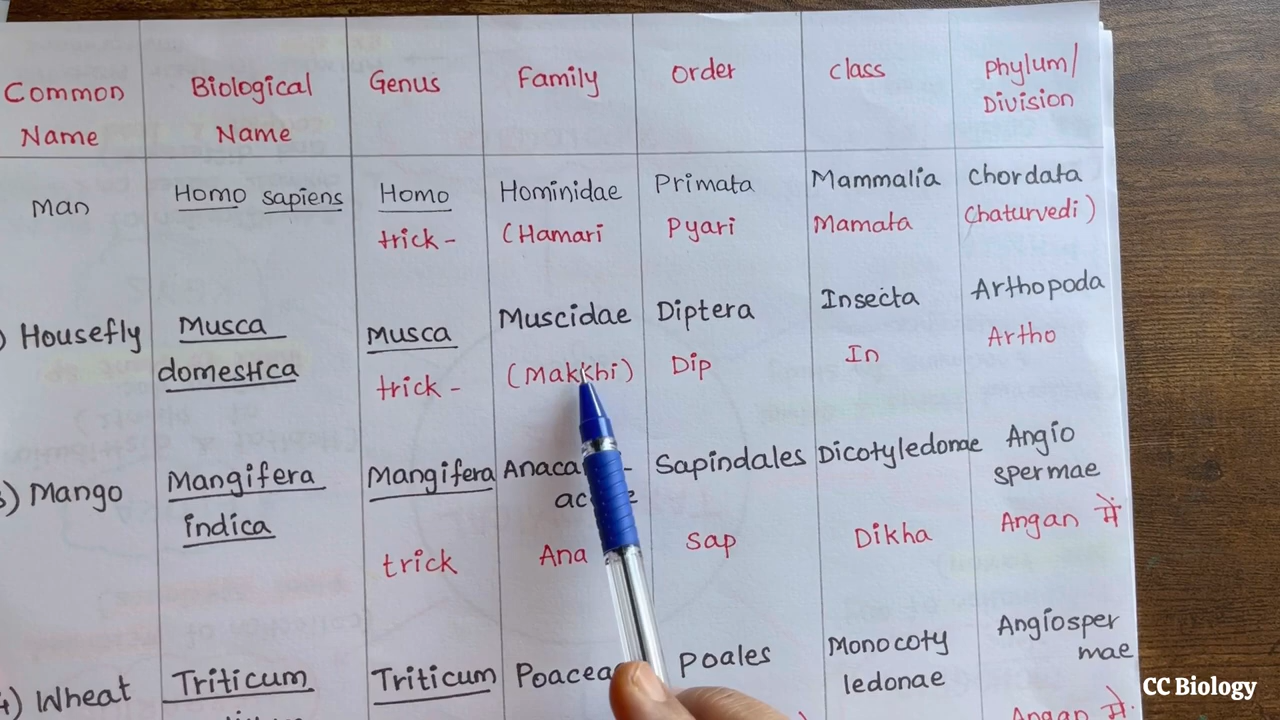 Common Name
Biological Name
Genus
Family
Order
Class
Phylum/
Division
Man
Homo sapiens
Homo
Hominidae
Primata
Mammalia
Chordata
trick -
(Hamari
Pyari
Mamata
Chaturvedi)
) Housefly
Musca
domestica
Musca
Muscidae
Diptera
Insecta
Arthopoda
trick -
(Makkhi)
Dip
In
Artho
) Mango
Mangifera
indica
Mangifera
Sapindales
Dicotyledonae
Angio
spermae
trick
Ana
Sap
Dikha
Angan में
4) Wheat
Triticum
Triticum
Poales
Monocoty
ledonae
Angiosper
mae
Angan में
CC Biology